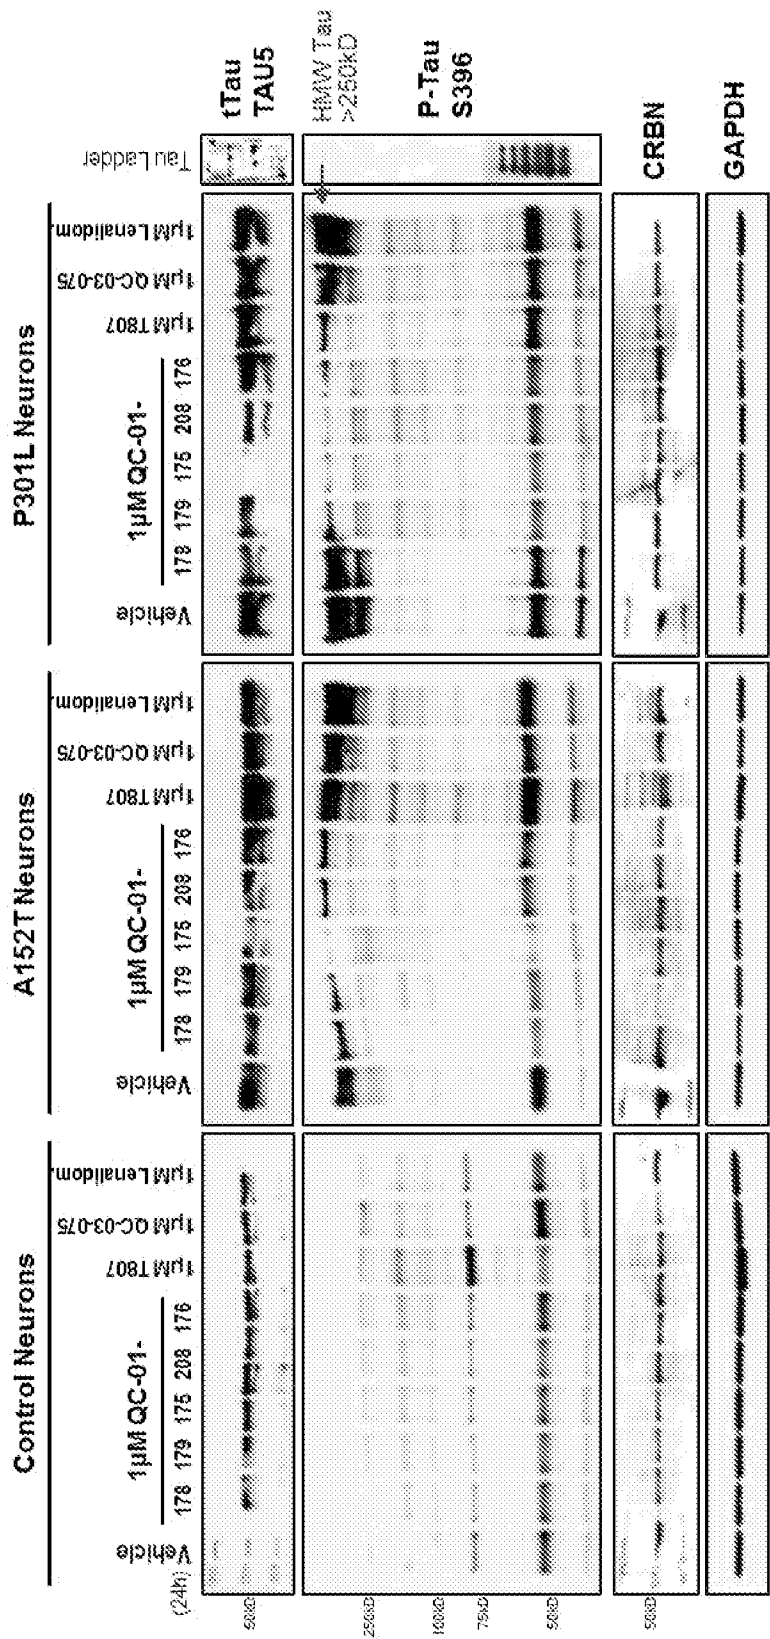 Control Neurons
A152T Neurons
P301L Neurons
Vehicle
(24h)
1µM QC-01-
178
179
175
208
176
1µM T807
1µM QC-03-075
1µM Lenalidom.
Vehicle
1µM QC-01-
178
179
175
208
176
1µM T807
1µM QC-03-075
1µM Lenalidom.
Vehicle
1µM QC-01-
178
179
175
208
176
1µM T807
1µM QC-03-075
1µM Lenalidom.
Tau Ladder
50kD
tTau
TAU5
250kD
100kD
75kD
50kD
HMW Tau
>250kD
P-Tau
S396
50kD
CRBN
GAPDH